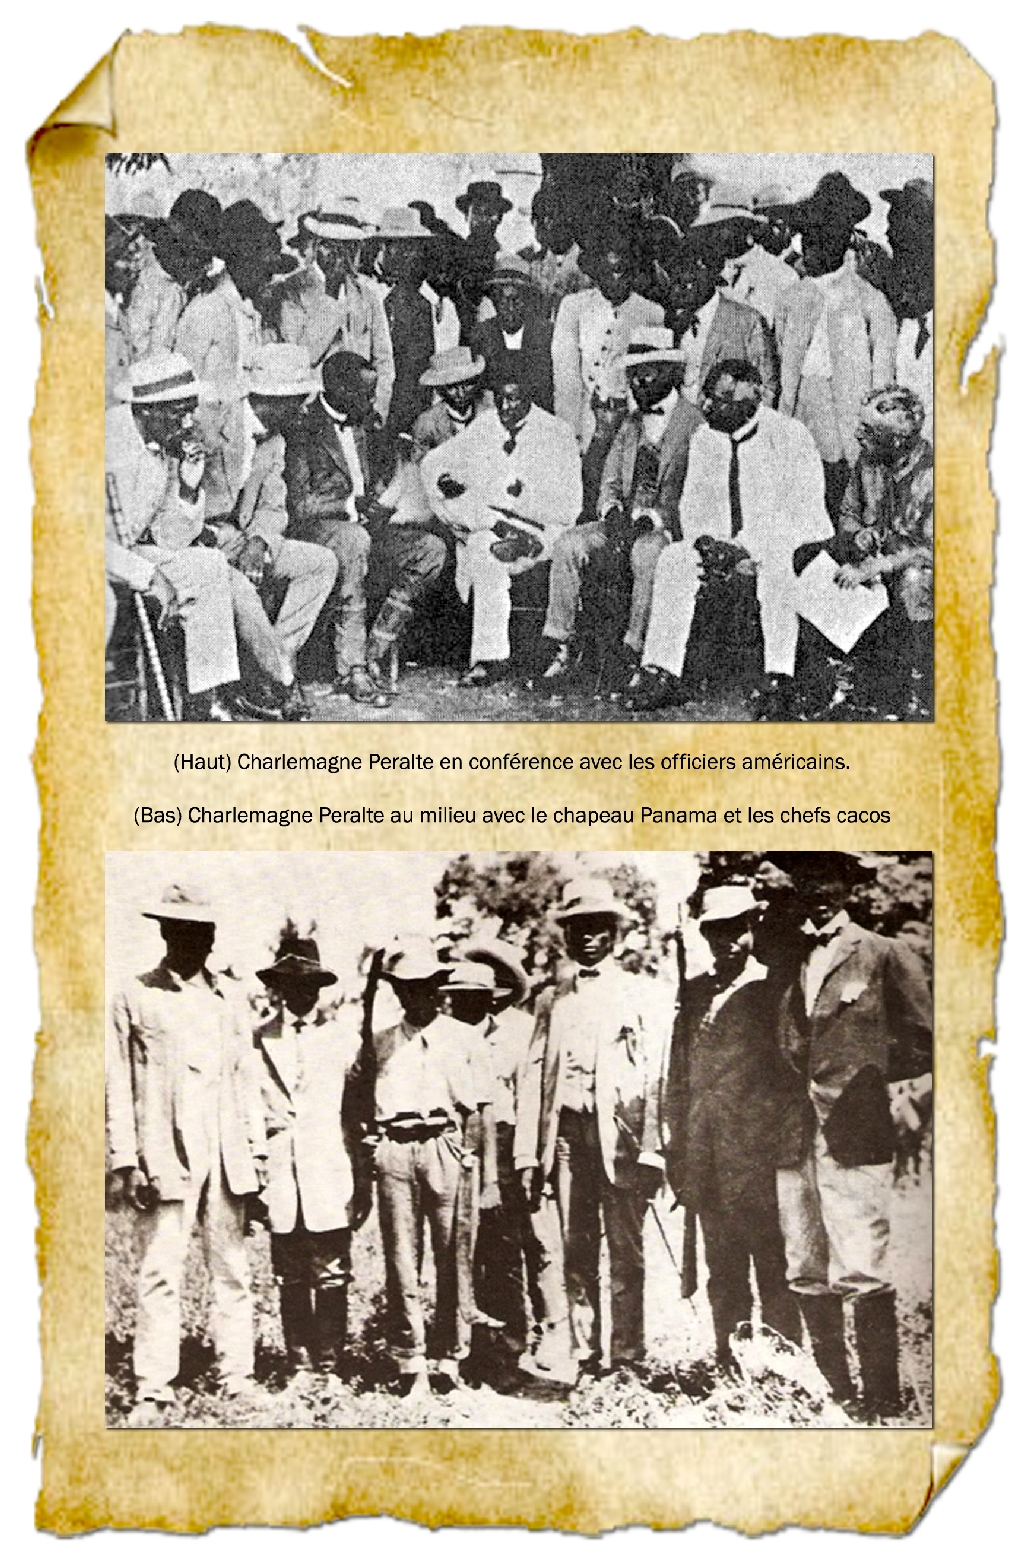 (Haut) Charlemagne Peralte en conférence avec les officiers américains.
(Bas) Charlemagne Peralte au milieu avec le chapeau Panama et les chefs cacos